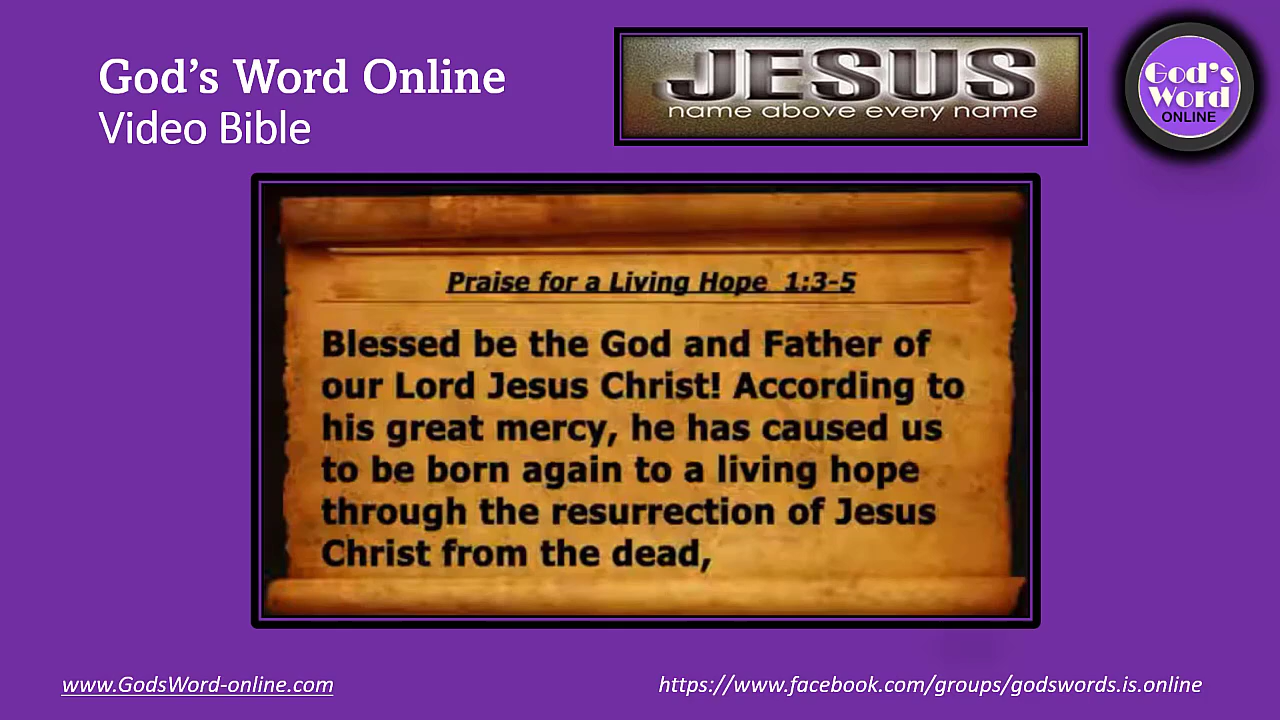 God's Word Online
Video Bible
JESUS
name above every name
God's
Word
ONLINE
Praise for a Living Hope 1:3-5
Blessed be the God and Father of
our Lord Jesus Christ! According to
his great mercy, he has caused us
to be born again to a living hope
through the resurrection of Jesus
Christ from the dead,
www.GodsWord-online.com
https://www.facebook.com/groups/godswords.is.online